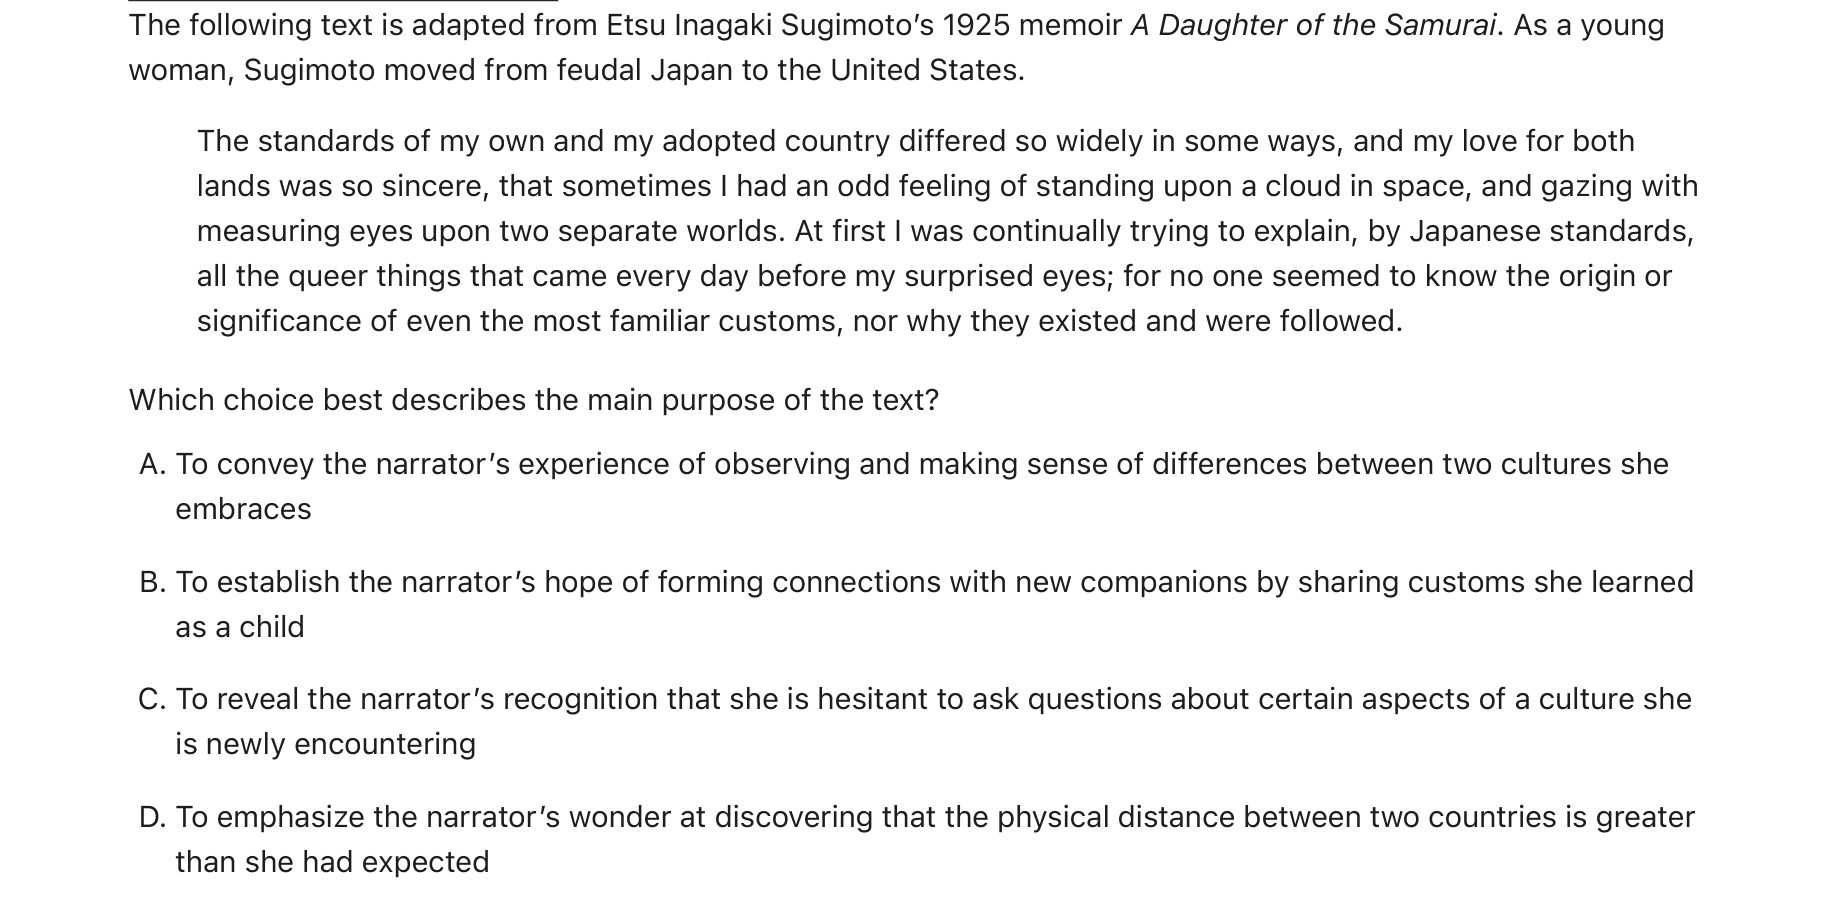 The following text is adapted from Etsu Inagaki Sugimoto’s 1925 memoir A Daughter of the Samurai. As a young
woman, Sugimoto moved from feudal Japan to the United States.
The standards of my own and my adopted country differed so widely in some ways, and my love for both
lands was so sincere, that sometimes I had an odd feeling of standing upon a cloud in space, and gazing with
measuring eyes upon two separate worlds. At first I was continually trying to explain, by Japanese standards,
all the queer things that came every day before my surprised eyes; for no one seemed to know the origin or
significance of even the most familiar customs, nor why they existed and were followed.
Which choice best describes the main purpose of the text?
A. To convey the narrator’s experience of observing and making sense of differences between two cultures she
embraces
B. To establish the narrator’s hope of forming connections with new companions by sharing customs she learned
as a child
C. To reveal the narrator’s recognition that she is hesitant to ask questions about certain aspects of a culture she
is newly encountering
D. To emphasize the narrator’s wonder at discovering that the physical distance between two countries is greater
than she had expected